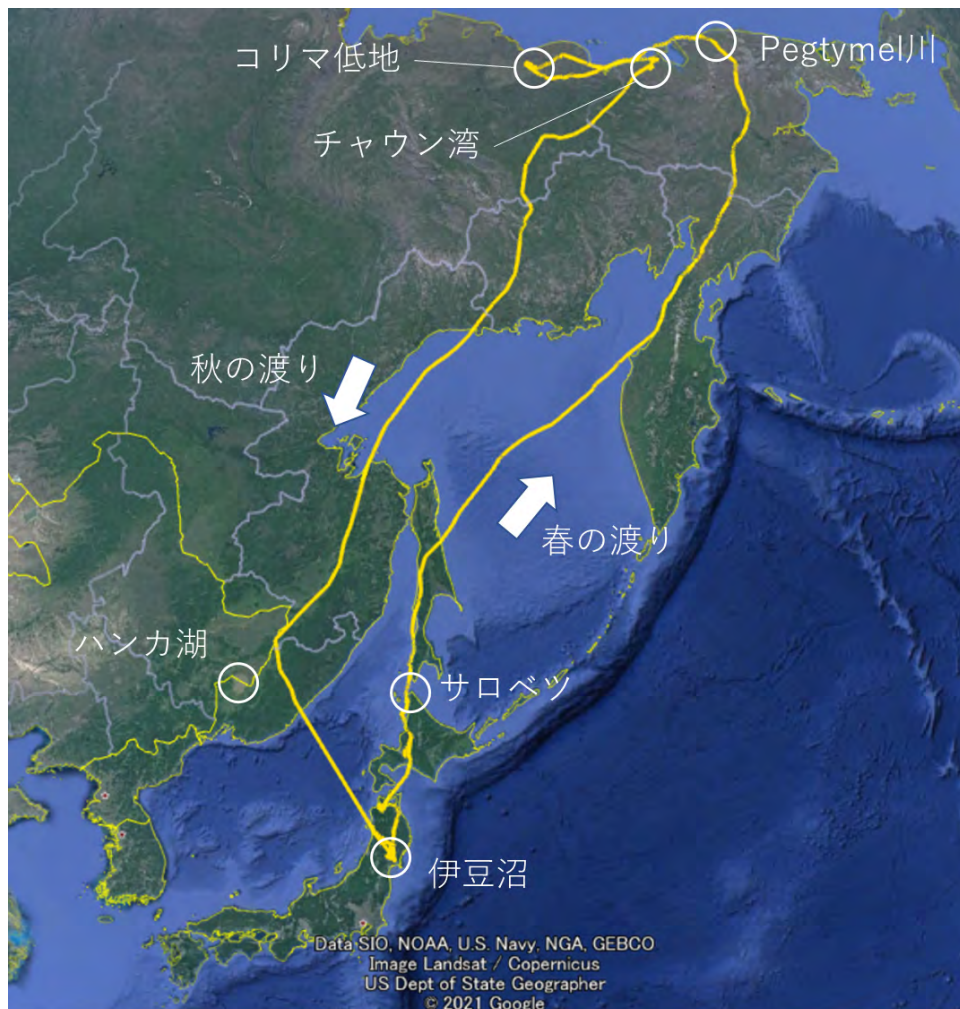 コリマ低地
Pegtymel川
チャウン湾
秋の渡り
春の渡り
ハンカ湖
サロベツ
伊豆沼
Data SIO, NOAA, U.S. Navy, NGA, GEBCO
Image Landsat / Copernicus
US Dept of State Geographer
© 2021 Google